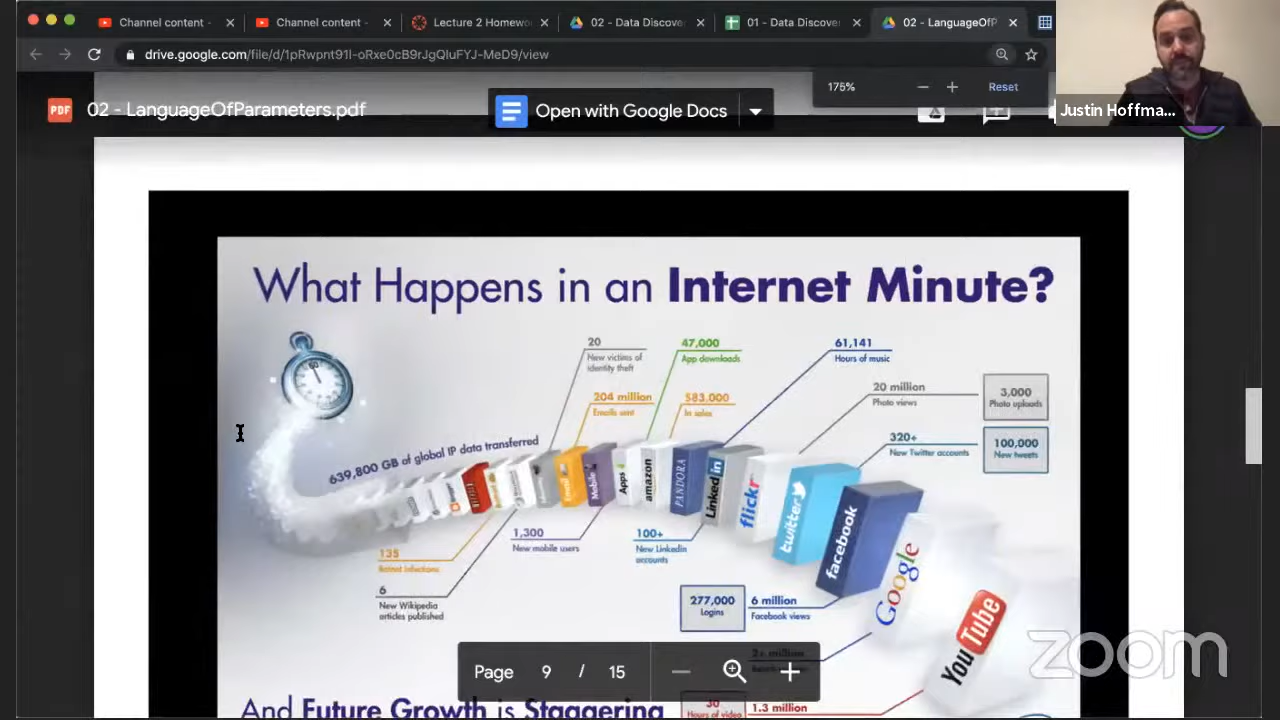 Channel content -
Channel content -
Lecture 2 Homewo
02 - Data Discove
01 - Data Discove
02 - LanguageOfP
drive.google.com/file/d/1pRwpnt91l-oRxe0cB9rJgQluFYJ-MeD9/view
175%
Reset
PDF
02 - LanguageOfParameters.pdf
Open with Google Docs
Justin Hoffma...
What Happens in an Internet Minute?
20
New victims of
identity theft
47,000
App downloads
61,141
Hours of music
204 million
Emails sent
583,000
In sales
20 million
Photo views
3,000
Photo uploads
320+
New Twitter accounts
100,000
New tweets
639,800 GB of global IP data transferred
Email
Mobile
Apps
amazon
PANDORA
Linked in
flickr
twitter
facebook
Google
YouTube
135
Botnet infections
6
New Wikipedia
articles published
1,300
New mobile users
100+
New Linkedin
accounts
277,000
Logins
6 million
Facebook views
2+ million
30
Hours of video
1.3 million
And Future Growth is Staggering
Page 9 / 15
zoom